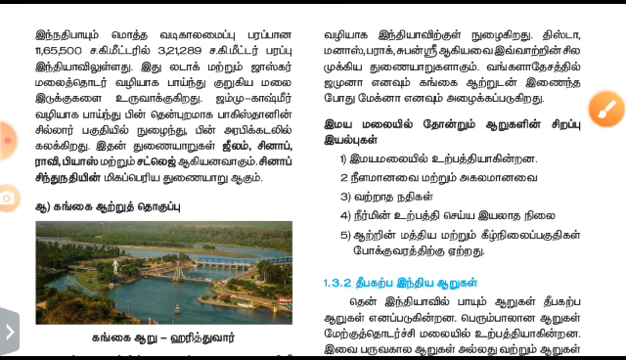 இந்நதிபாயும் மொத்த வடிகாலமைப்பு பரப்பான
11,65,500 ச.கி.மீட்டரில் 3,21,289 ச.கி.மீட்டர் பரப்பு
இந்தியாவிலுள்ளது. இது லடாக் மற்றும் ஜாஸ்கர்
மலைத்தொடர் வழியாக பாய்ந்து குறுகிய மலை
இடுக்குகளை உருவாக்குகிறது. ஜம்மு-காஷ்மீர்
வழியாக பாய்ந்து பின் தென்புறமாக பாகிஸ்தானின்
சில்லார் பகுதியில் நுழைந்து, பின் அரபிக்கடலில்
கலக்கிறது. இதன் துணையாறுகள் ஜீலம், சினாப்,
ராவி, பியாஸ் மற்றும் சட்லெஜ் ஆகியனவாகும். சினாப்
சிந்துநதியின் மிகப்பெரிய துணையாறு ஆகும்.
ஆ) கங்கை ஆற்றுத் தொகுப்பு
கங்கை ஆறு – ஹரித்துவார்
வழியாக இந்தியாவிற்குள் நுழைகிறது. திஸ்டா,
மனாஸ், பராக், சுபன்ஸ்ரீ ஆகியவை இவ்வாற்றின் சில
முக்கிய துணையாறுகளாகும். வங்களாதேசத்தில்
ஜமுனா எனவும் கங்கை ஆற்றுடன் இணைந்த
போது மேக்னா எனவும் அழைக்கப்படுகிறது.
இமய மலையில் தோன்றும் ஆறுகளின் சிறப்பு
இயல்புகள்
1) இமயமலையில் உற்பத்தியாகின்றன.
2 நீளமானவை மற்றும் அகலமானவை
3) வற்றாத நதிகள்
4) நீர்மின் உற்பத்தி செய்ய இயலாத நிலை
5) ஆற்றின் மத்திய மற்றும் கீழ்நிலைப்பகுதிகள்
போக்குவரத்திற்கு ஏற்றது.
1.3.2 தீபகற்ப இந்திய ஆறுகள்
தென் இந்தியாவில் பாயும் ஆறுகள் தீபகற்ப
ஆறுகள் எனப்படுகின்றன. பெரும்பாலான ஆறுகள்
மேற்குத்தொடர்ச்சி மலையில் உற்பத்தியாகின்றன.
இவை பருவகால ஆறுகள் அல்லது வற்றும் ஆறுகள்